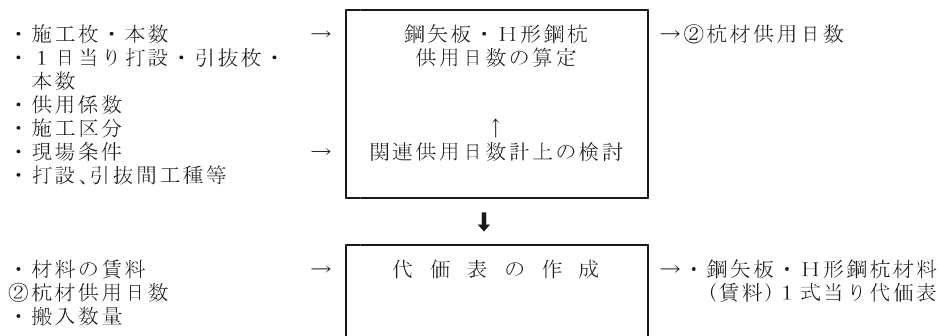 ・施工枚・本数 → 鋼矢板・Ｈ形鋼杭 →②杭材供用日数
・１日当り打設・引抜枚・ 供用日数の算定
本数
・供用係数
・施工区分 ↑
・現場条件 → 関連供用日数計上の検討
・打設、引抜間工種等
⬇
・材料の賃料 → 代価表の作成 →・鋼矢板・Ｈ形鋼杭材料
②杭材供用日数 (賃料)１式当り代価表
・搬入数量